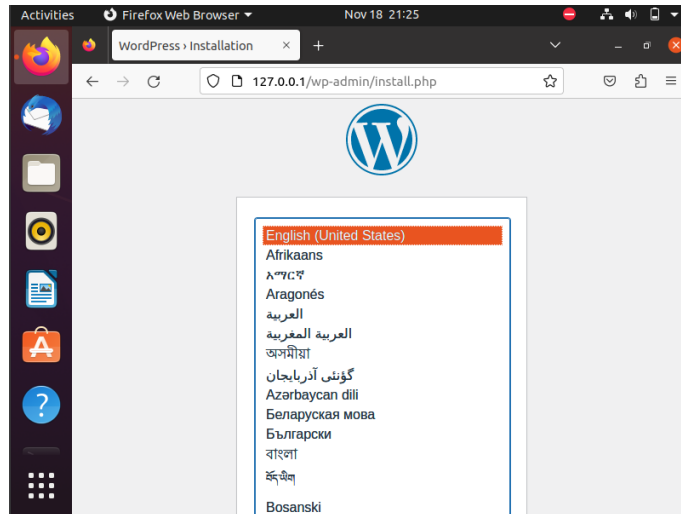 Activities Firefox Web Browser Nov 18 21:25
WordPress › Installation
127.0.0.1/wp-admin/install.php
English (United States)
Afrikaans
አማርኛ
Aragonés
العربية
العربية المغربية
অসমীয়া
گؤنئی آذربایجان
Azərbaycan dili
Беларуская мова
Български
বাংলা
བོད་ཡིག
Bosanski